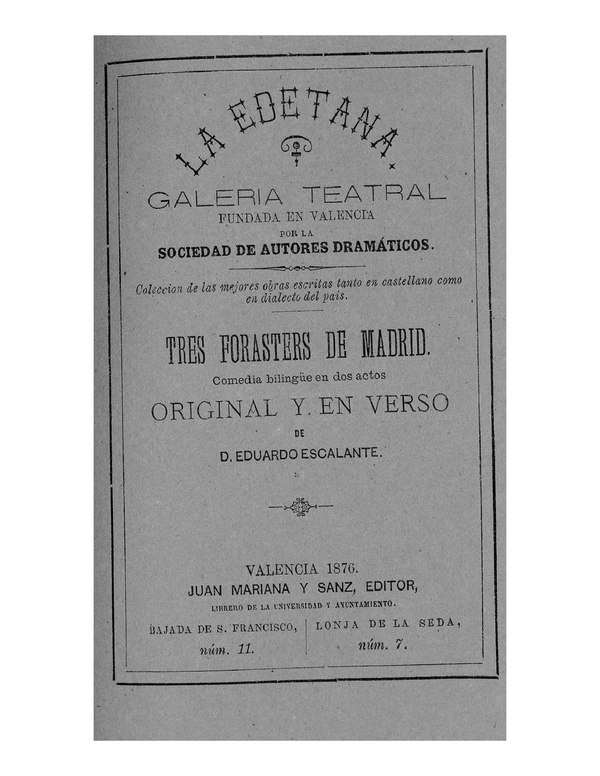 LA EDETANA.
GALERIA TEATRAL
FUNDADA EN VALENCIA
POR LA
SOCIEDAD DE AUTORES DRAMÁTICOS.
Coleccion de las mejores obras escritas tanto en castellano como
en dialecto del pais.
TRES FORASTERS DE MADRID.
Comedia bilingüe en dos actos
ORIGINAL Y. EN VERSO
DE
D. EDUARDO ESCALANTE.
VALENCIA 1876.
JUAN MARIANA Y SANZ, EDITOR,
LIBRERO DE LA UNIVERSIDAD Y AYUNTAMIENTO.
BAJADA DE S. FRANCISCO,
núm. 11.
LONJA DE LA SEDA,
núm. 7.